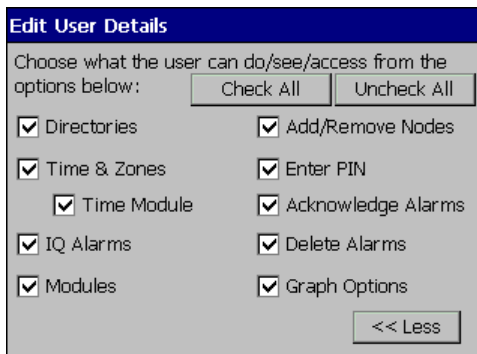 Edit User Details
Choose what the user can do/see/access from the
options below:
Check All
Uncheck All
Directories
Add/Remove Nodes
Time & Zones
Enter PIN
Time Module
Acknowledge Alarms
IQ Alarms
Delete Alarms
Modules
Graph Options
<< Less